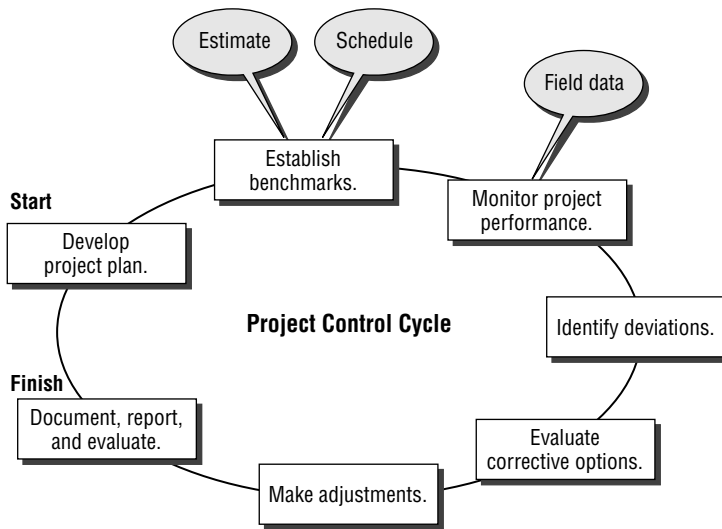 Estimate
Schedule
Field data
Establish
benchmarks.
Monitor project
performance.
Start
Develop
project plan.
Identify deviations.
Project Control Cycle
Finish
Document, report,
and evaluate.
Evaluate
corrective options.
Make adjustments.